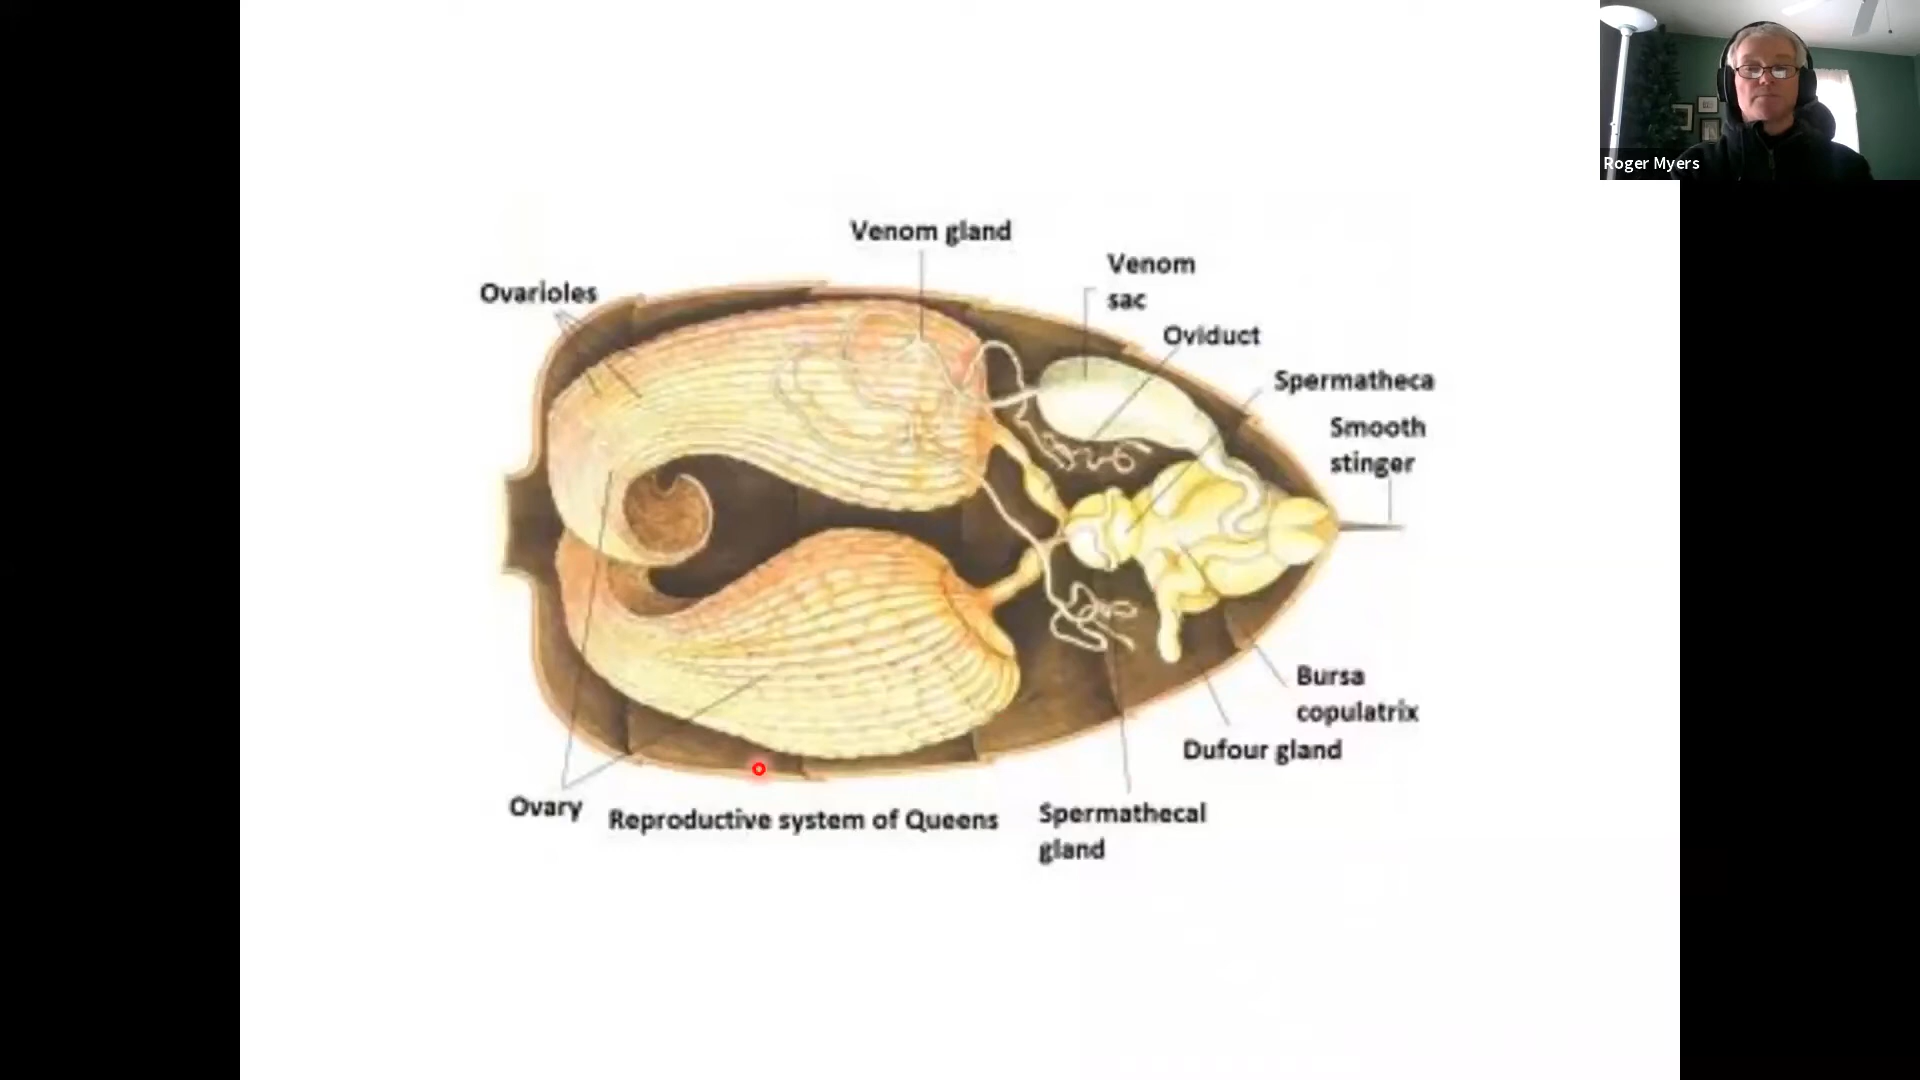 Roger Myers
Venom gland
Venom
sac
Ovarioles
Oviduct
Spermatheca
Smooth
stinger
Bursa
copulatrix
Dufour gland
Ovary
Reproductive system of Queens
Spermathecal
gland